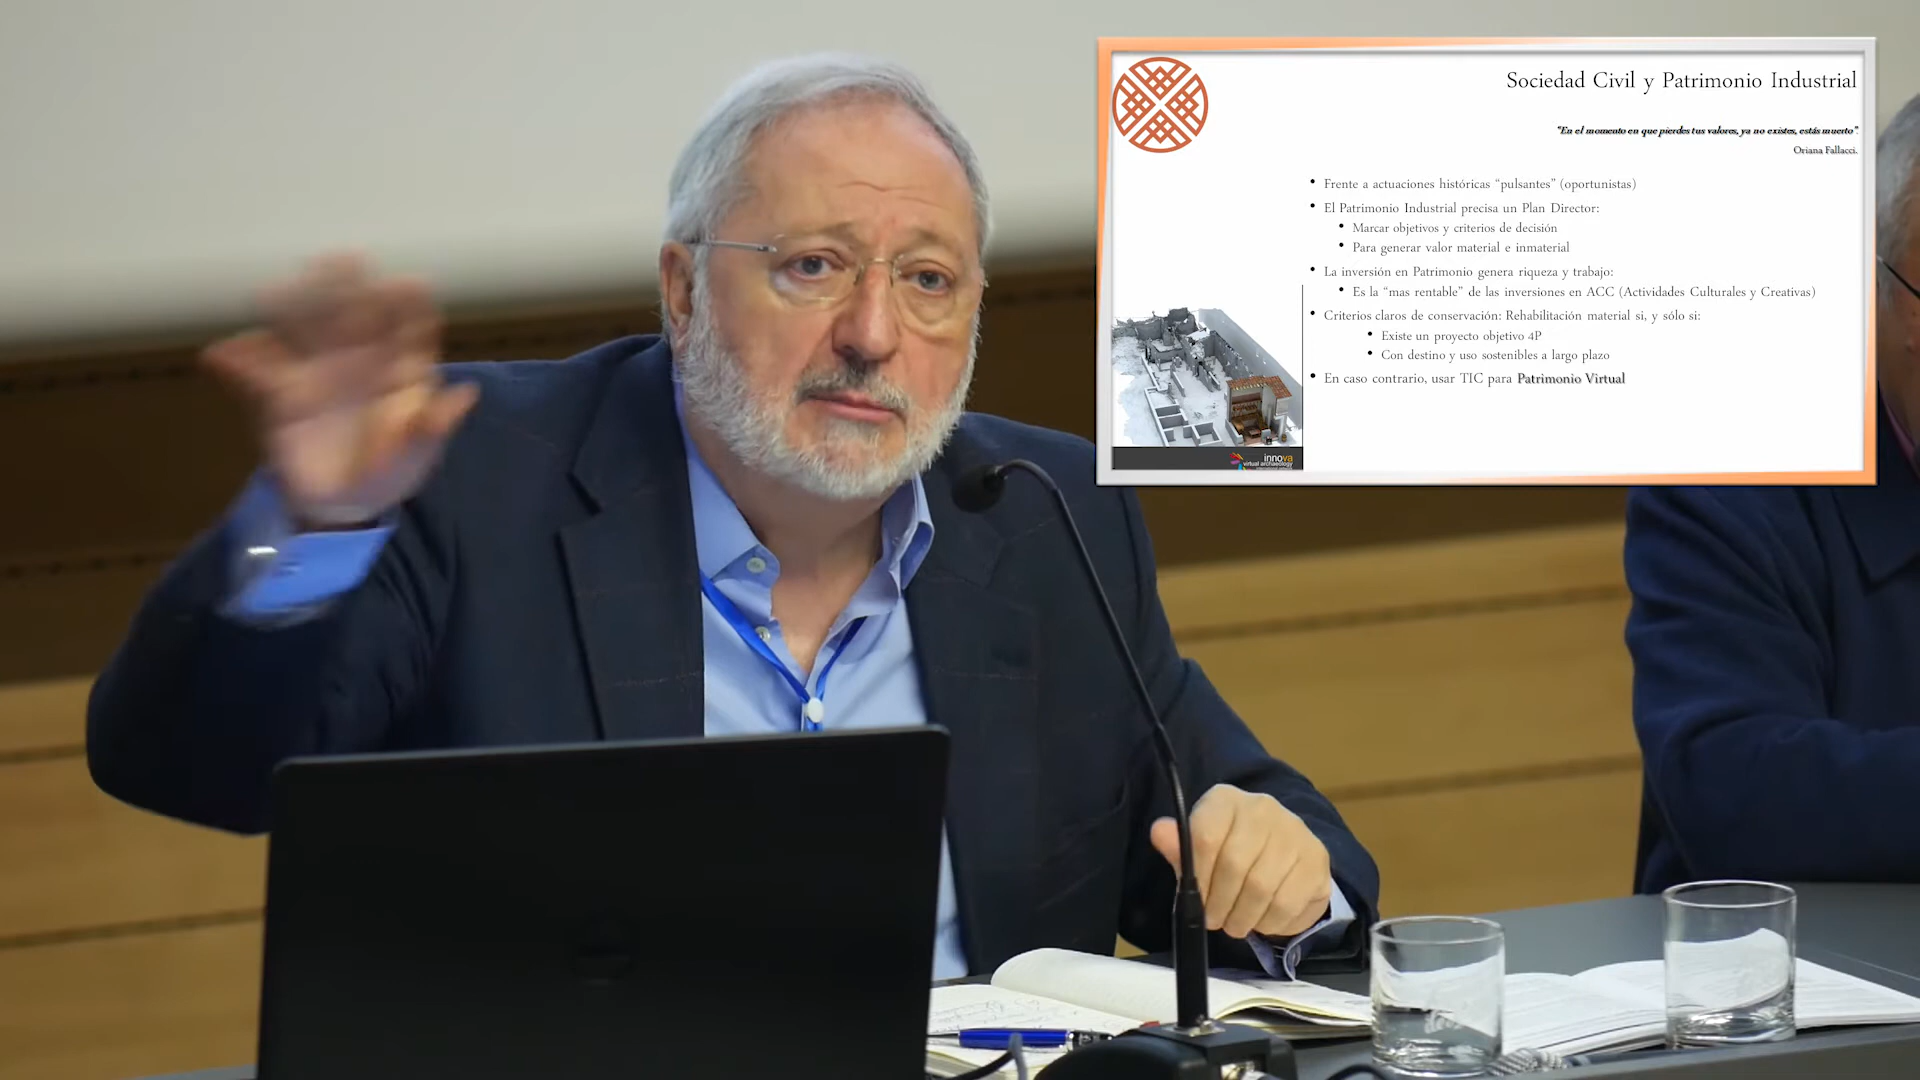 Sociedad Civil y Patrimonio Industrial
"En el momento en que pierdes tus valores, ya no existes, estás muerto".
Oriana Fallacci.
• Frente a actuaciones históricas “pulsantes” (oportunistas)
• El Patrimonio Industrial precisa un Plan Director:
• Marcar objetivos y criterios de decisión
• Para generar valor material e inmaterial
• La inversión en Patrimonio genera riqueza y trabajo:
• Es la “mas rentable” de las inversiones en ACC (Actividades Culturales y Creativas)
• Criterios claros de conservación: Rehabilitación material si, y sólo si:
• Existe un proyecto objetivo 4P
• Con destino y uso sostenibles a largo plazo
• En caso contrario, usar TIC para Patrimonio Virtual
innova
virtual archaeology